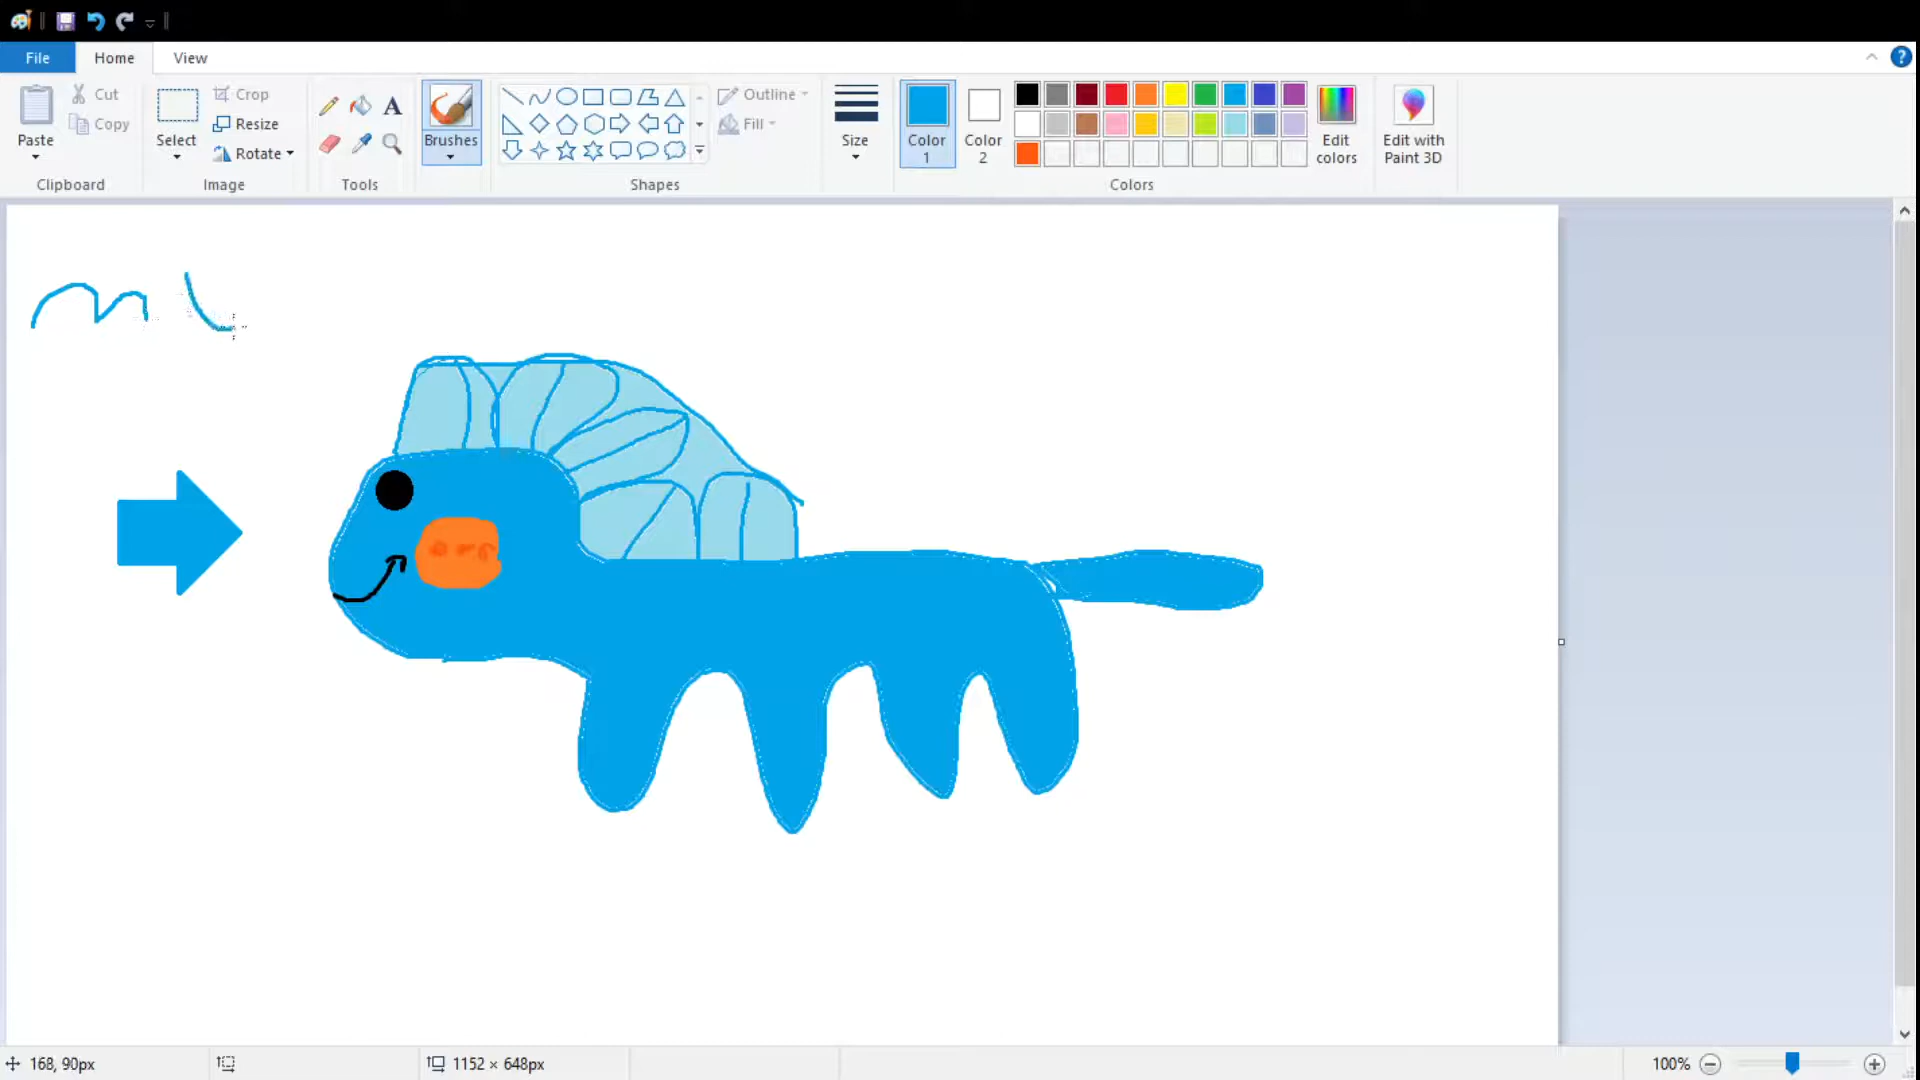 File Home View
Cut Crop Outline
Copy Resize Fill
Rotate
Paste Select Brushes Size Color 1 Color 2 Edit colors Edit with Paint 3D
Clipboard Image Tools Shapes Colors
m
168, 90px 1152 × 648px 100%